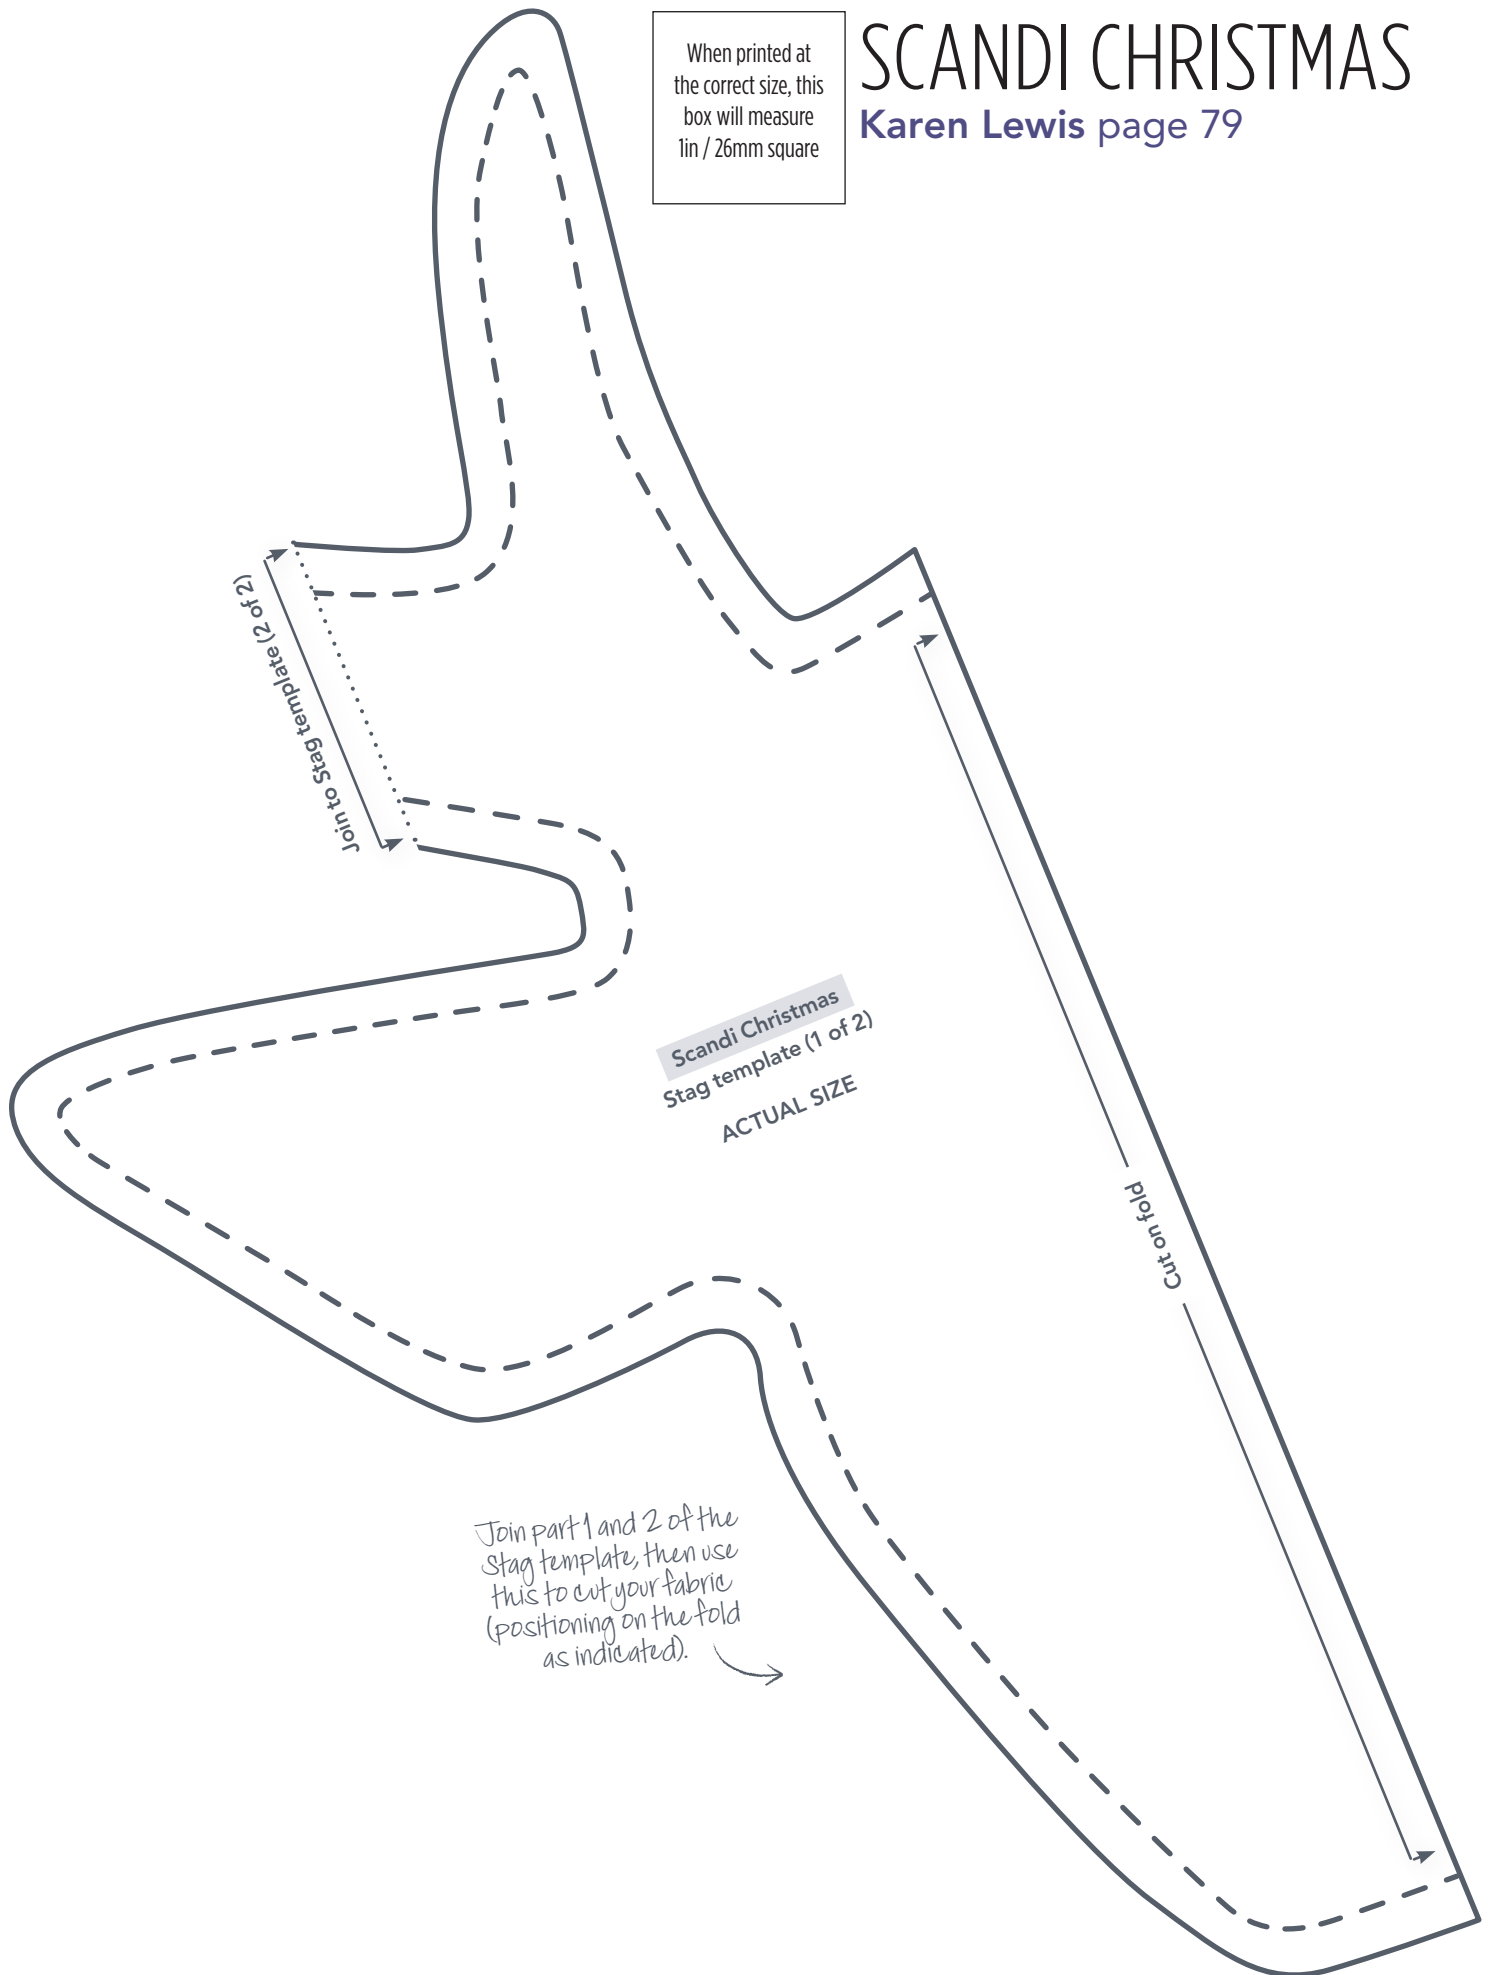 When printed at
the correct size, this
box will measure
1in / 26mm square
SCANDI CHRISTMAS
Karen Lewis page 79
Join to Stag template (2 of 2)
Scandi Christmas
Stag template (1 of 2)
ACTUAL SIZE
Cut on fold
Join part 1 and 2 of the
Stag template, then use
this to cut your fabric
(positioning on the fold
as indicated).